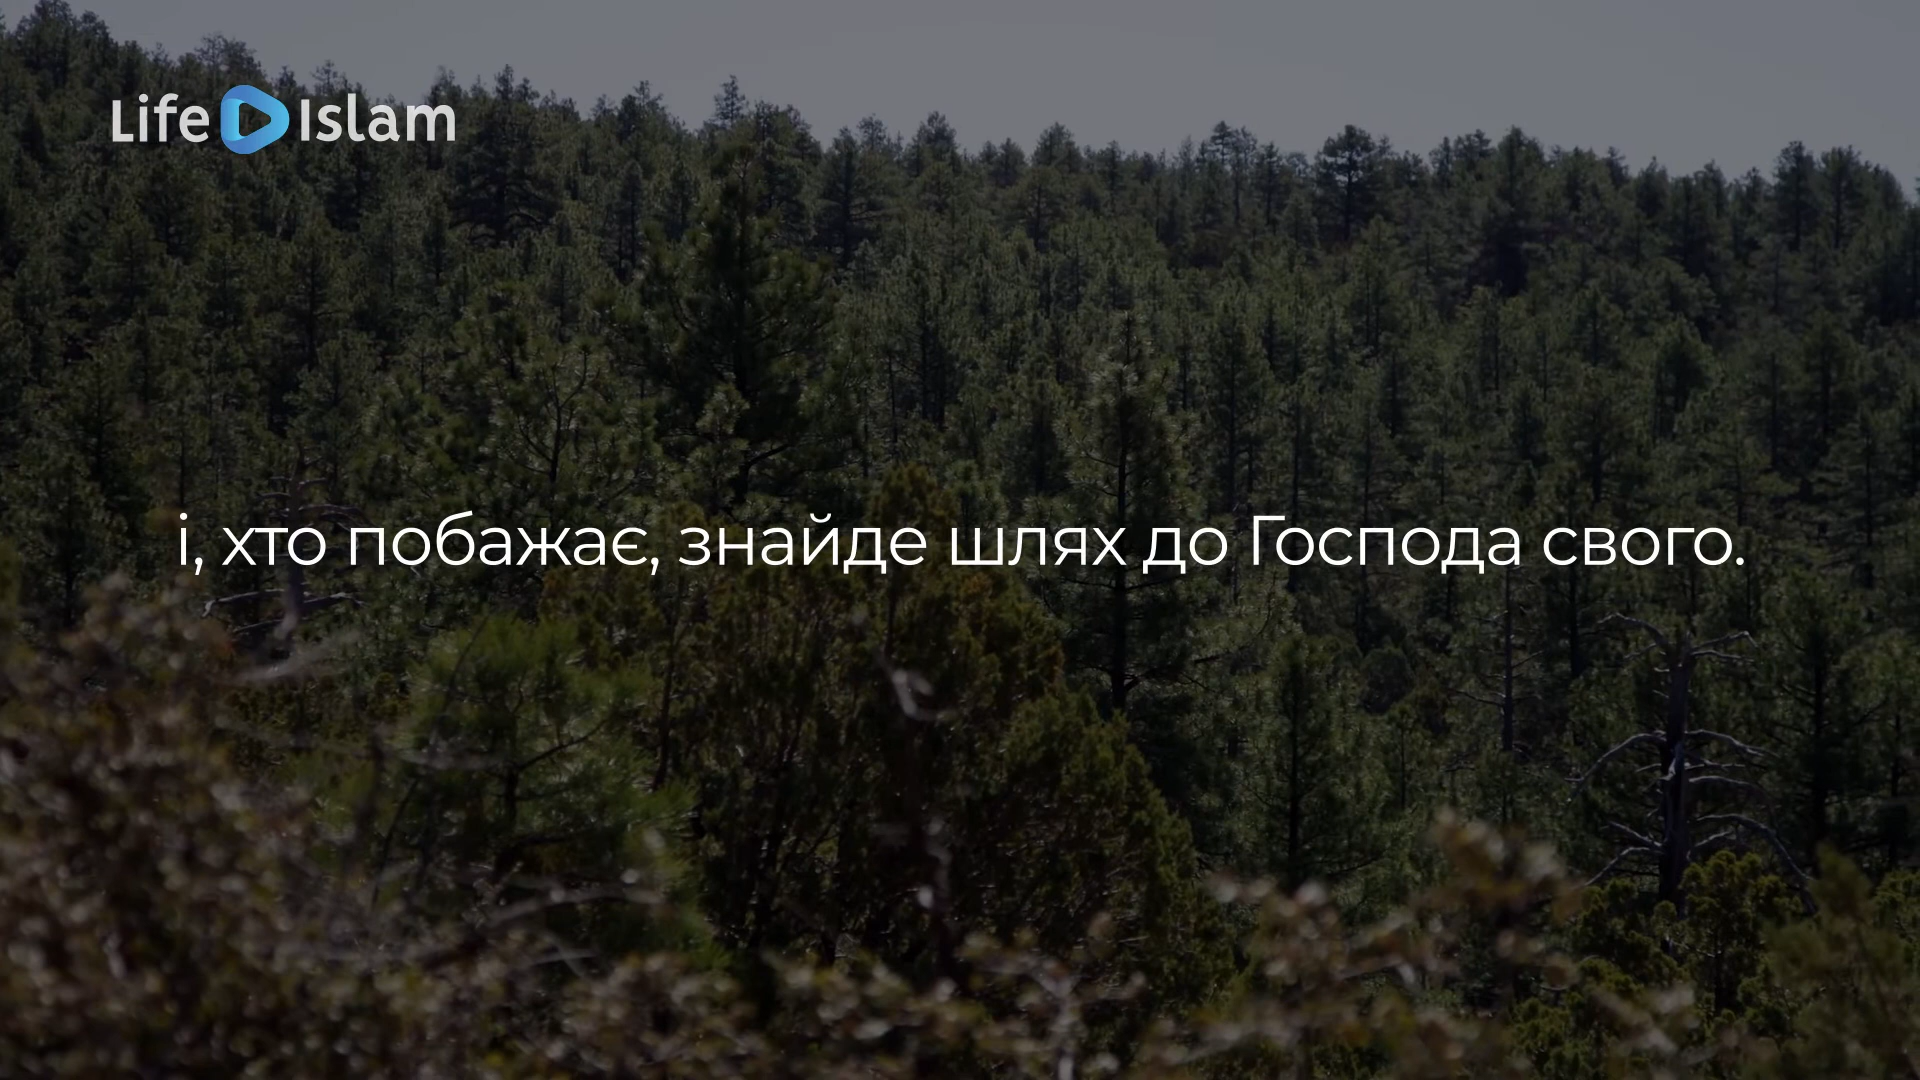 Life Islam
і, хто побажає, знайде шлях до Господа свого.